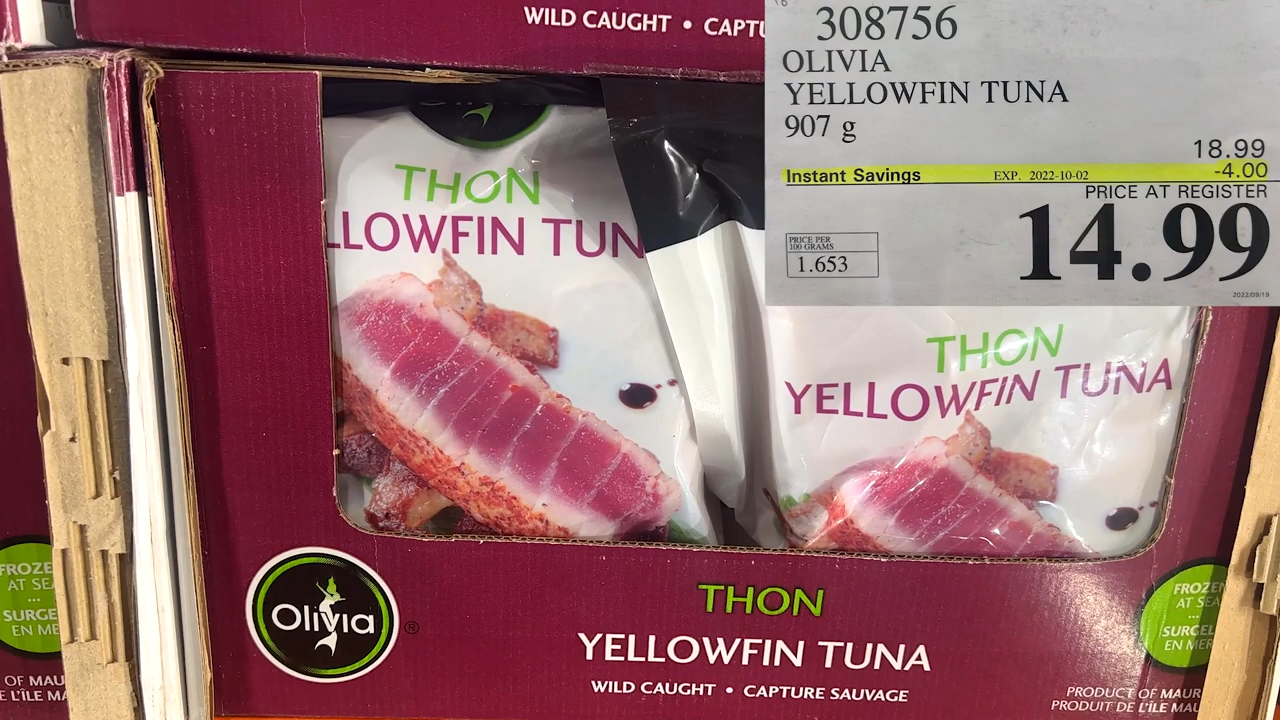 WILD CAUGHT •
308756
OLIVIA
YELLOWFIN TUNA
907 g
18.99
Instant Savings EXP. 2022-10-02 -4.00
PRICE AT REGISTER
14.99
PRICE PER
100 GRAMS
1.653
2022/09/19
THON
LLOWFIN TUN
THON
YELLOWFIN TUNA
Olivia ®
THON
YELLOWFIN TUNA
WILD CAUGHT • CAPTURE SAUVAGE
FROZEN
AT SEA
...
SURGEL
EN MER
PRODUCT OF MAUR
PRODUIT DE L'ÎLE MAU
FROZE
AT SEA
...
SURGE
EN ME
OF MAU
E L'ÎLE MA